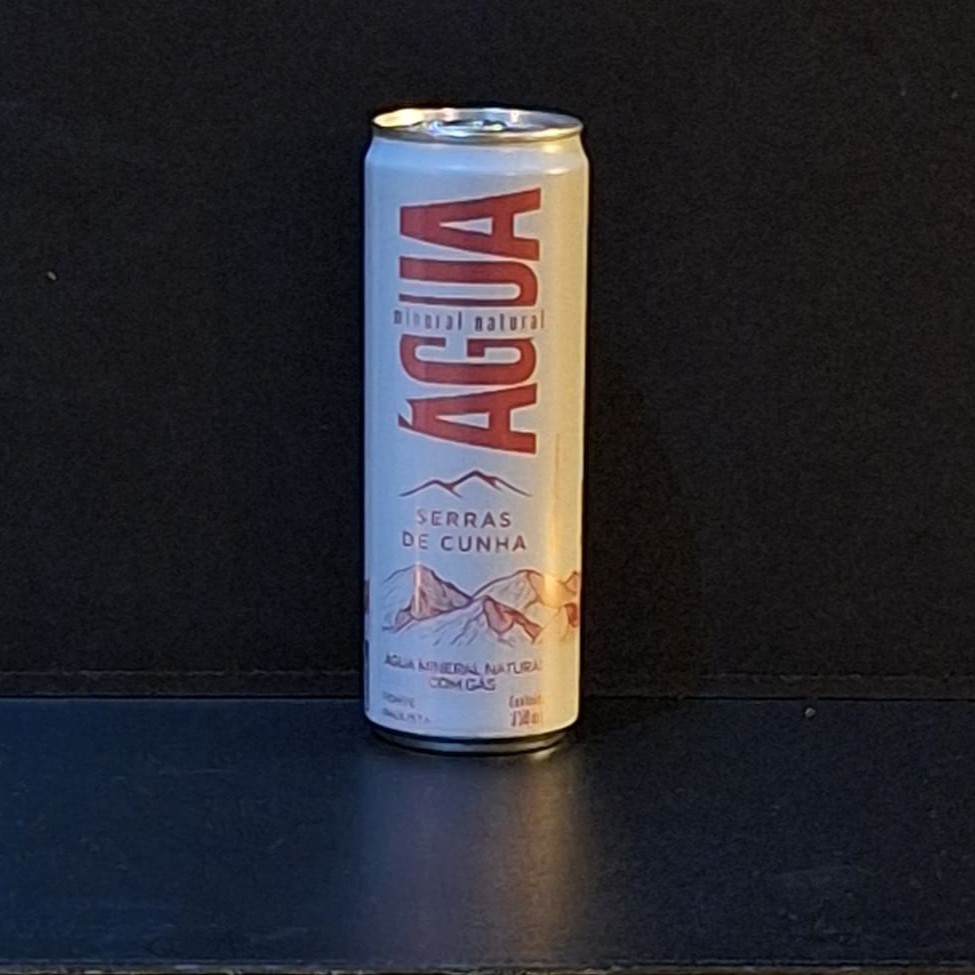 ÁGUA
mineral natural
SERRAS
DE CUNHA
ÁGUA MINERAL NATURAL
COM GÁS